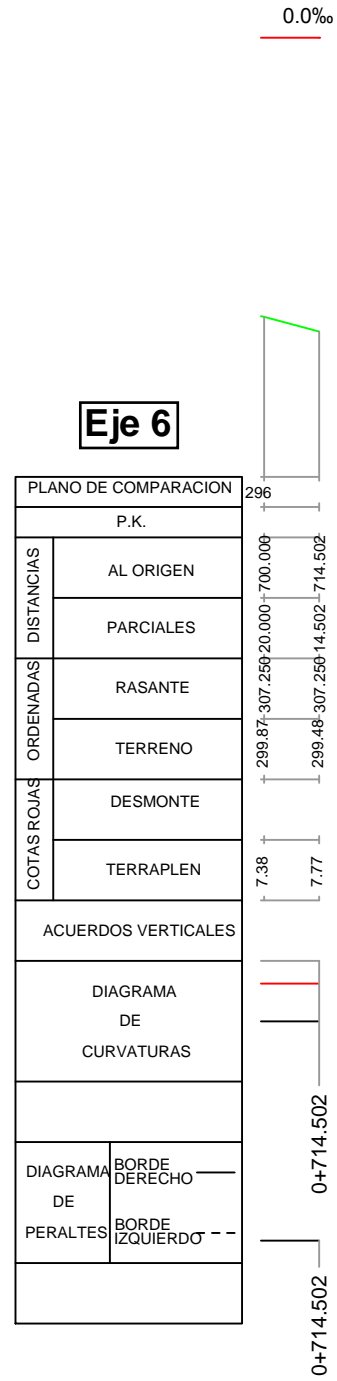 0.0‰
Eje 6
PLANO DE COMPARACION 296
P.K.
DISTANCIAS
AL ORIGEN 700.000 714.502
PARCIALES 20.000 14.502
ORDENADAS
RASANTE 307.250 307.250
TERRENO 299.87 299.48
COTAS ROJAS
DESMONTE
TERRAPLEN 7.38 7.77
ACUERDOS VERTICALES
DIAGRAMA
DE
CURVATURAS
0+714.502
DIAGRAMA
DE
PERALTES
BORDE
DERECHO
BORDE
IZQUIERDO
0+714.502